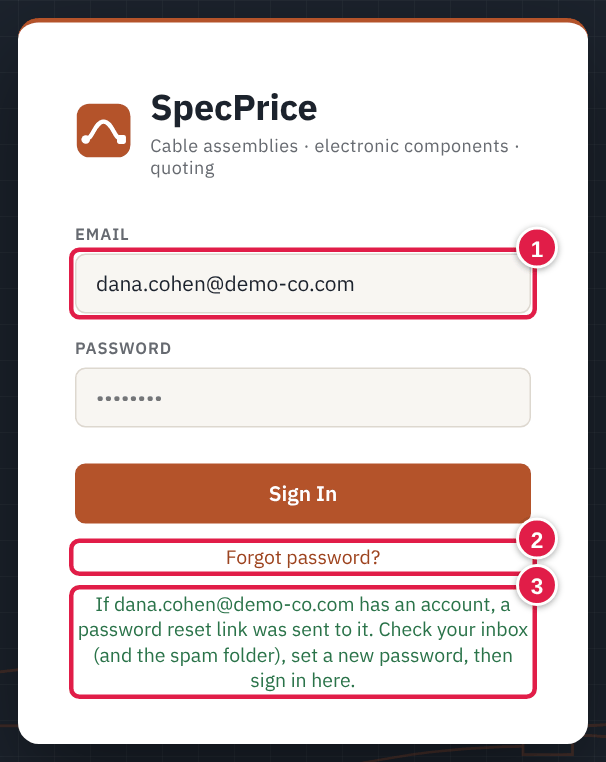 SpecPrice
Cable assemblies · electronic components ·
quoting
EMAIL
1
dana.cohen@demo-co.com
PASSWORD
••••••••
Sign In
2
Forgot password?
3
If dana.cohen@demo-co.com has an account, a
password reset link was sent to it. Check your inbox
(and the spam folder), set a new password, then
sign in here.